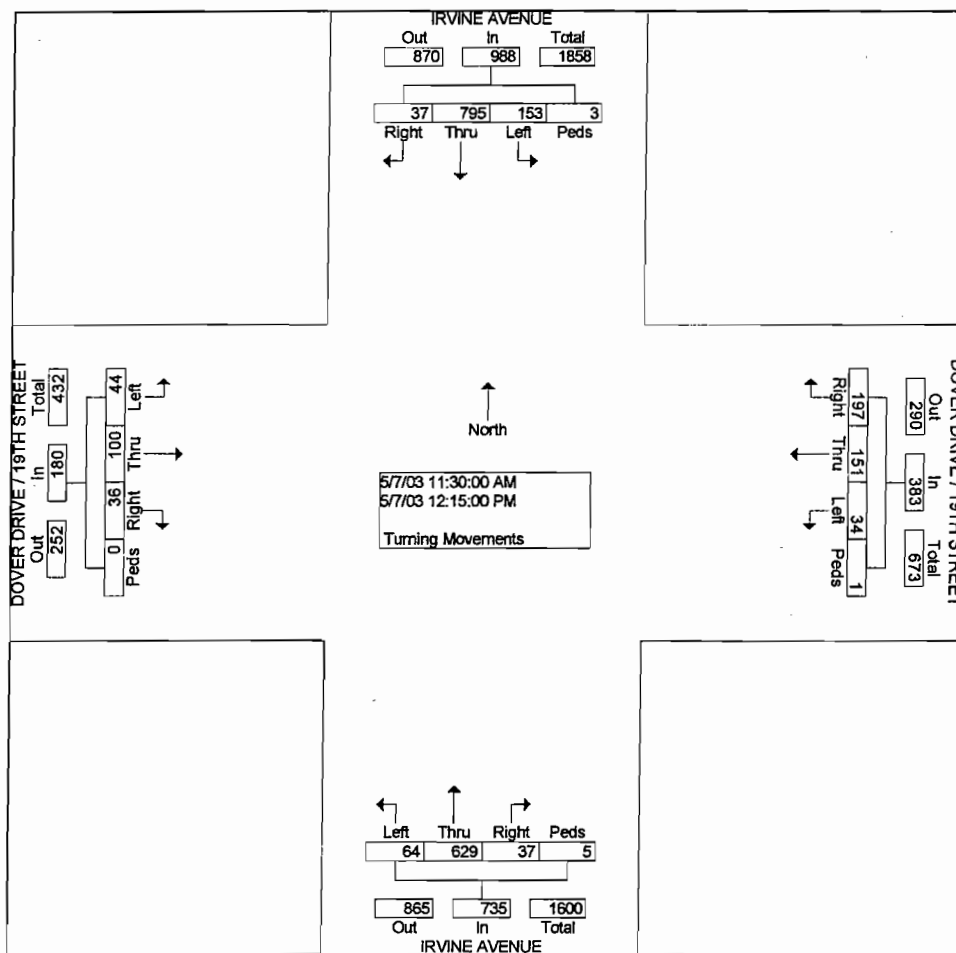 IRVINE AVENUE
Out In Total
870 988 1858
37 795 153 3
Right Thru Left Peds
DOVER DRIVE / 19TH STREET
Total In Out
432 180 252
44 100 36 0
Left Thru Right Peds
North
5/7/03 11:30:00 AM
5/7/03 12:15:00 PM
Turning Movements
Right Thru Left Peds
197 151 34 1
Out In Total
290 383 673
DOVER DRIVE / 19TH STREET
Left Thru Right Peds
64 629 37 5
865 735 1600
Out In Total
IRVINE AVENUE